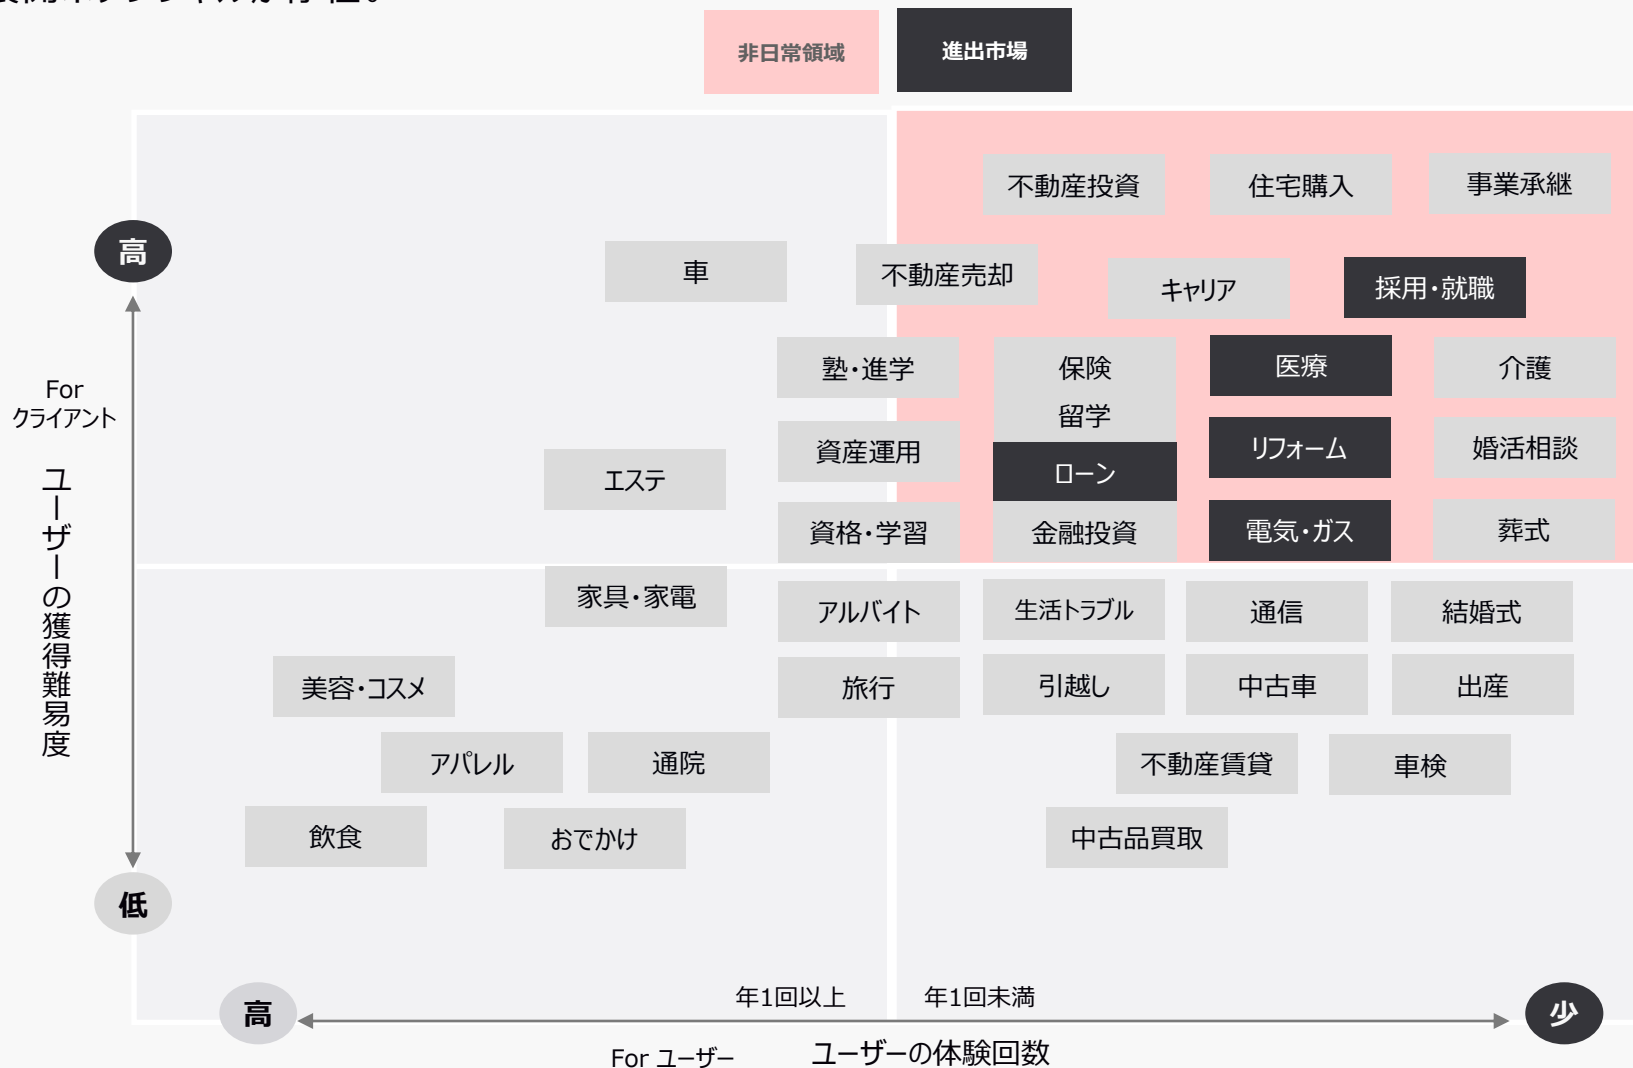 非日常領域
進出市場
不動産投資
住宅購入
事業承継
高
車
不動産売却
キャリア
採用・就職
塾・進学
保険
医療
介護
For
クライアント
留学
資産運用
リフォーム
婚活相談
エステ
ローン
ユーザーの獲得難易度
資格・学習
金融投資
電気・ガス
葬式
家具・家電
アルバイト
生活トラブル
通信
結婚式
美容・コスメ
旅行
引越し
中古車
出産
アパレル
通院
不動産賃貸
車検
飲食
おでかけ
中古品買取
低
年1回以上
年1回未満
高
少
For ユーザー
ユーザーの体験回数